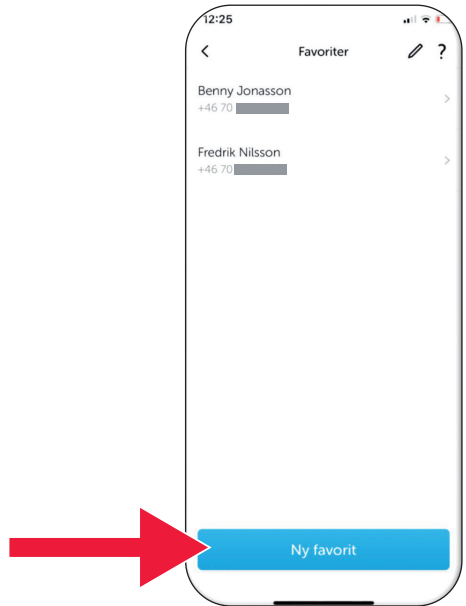 12:25
Favoriter
?
Benny Jonasson
+46 70
Fredrik Nilsson
+46 70
Ny favorit